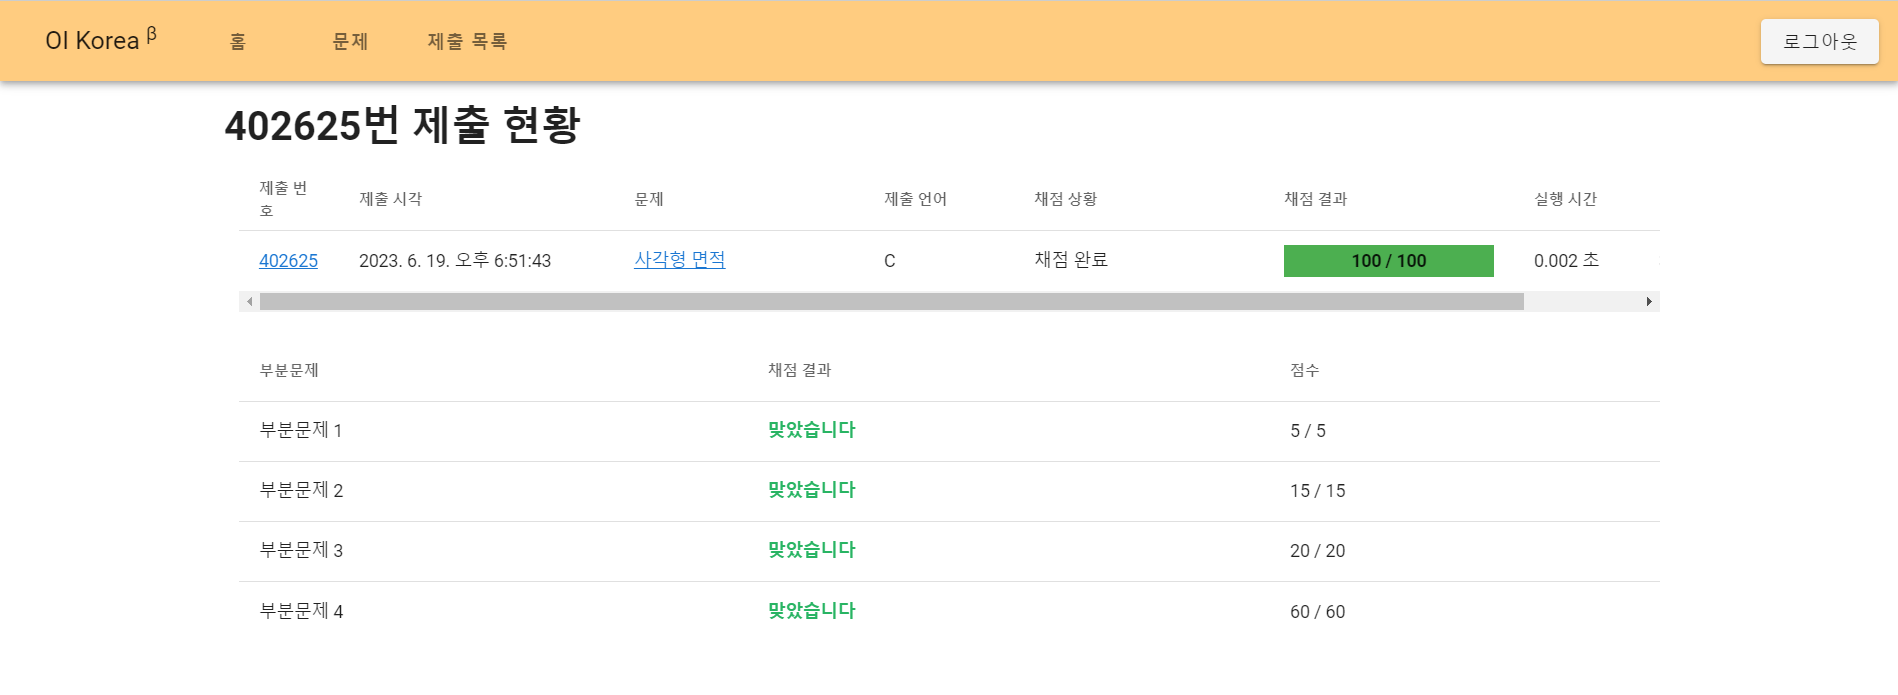 OI Korea β 홈 문제 제출 목록 로그아웃
402625번 제출 현황
제출 번호 제출 시각 문제 제출 언어 채점 상황 채점 결과 실행 시간
402625 2023. 6. 19. 오후 6:51:43 사각형 면적 C 채점 완료 100 / 100 0.002 초
부분문제 채점 결과 점수
부분문제 1 맞았습니다 5 / 5
부분문제 2 맞았습니다 15 / 15
부분문제 3 맞았습니다 20 / 20
부분문제 4 맞았습니다 60 / 60